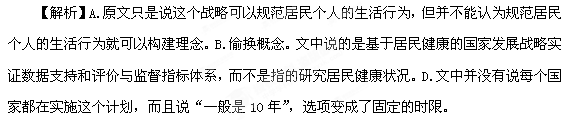 【解析】A.原文只是说这个战略可以规范居民个人的生活行为，但并不能认为规范居民
个人的生活行为就可以构建理念。B.偷换概念。文中说的是基于居民健康的国家发展战略实
证数据支持和评价与监督指标体系，而不是指的研究居民健康状况。D.文中并没有说每个国
家都在实施这个计划，而且说“一般是10年”，选项变成了固定的时限。